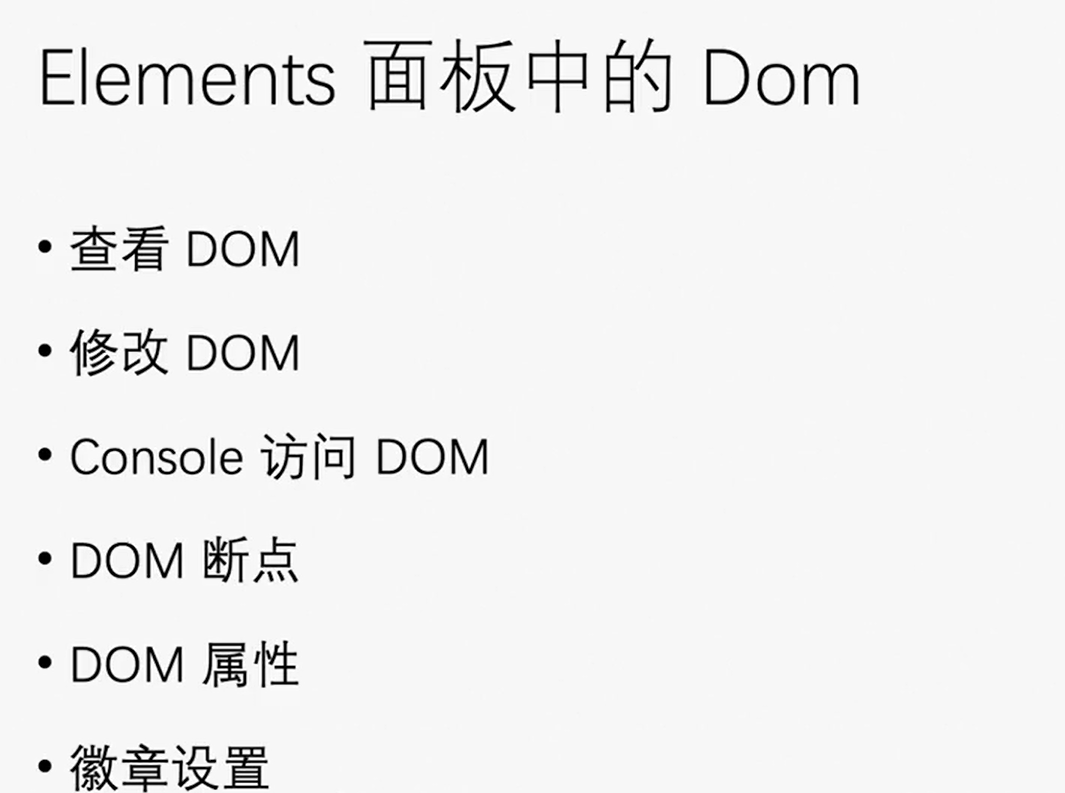 Elements 面板中的 Dom
• 查看 DOM
• 修改 DOM
• Console 访问 DOM
• DOM 断点
• DOM 属性
• 徽章设置